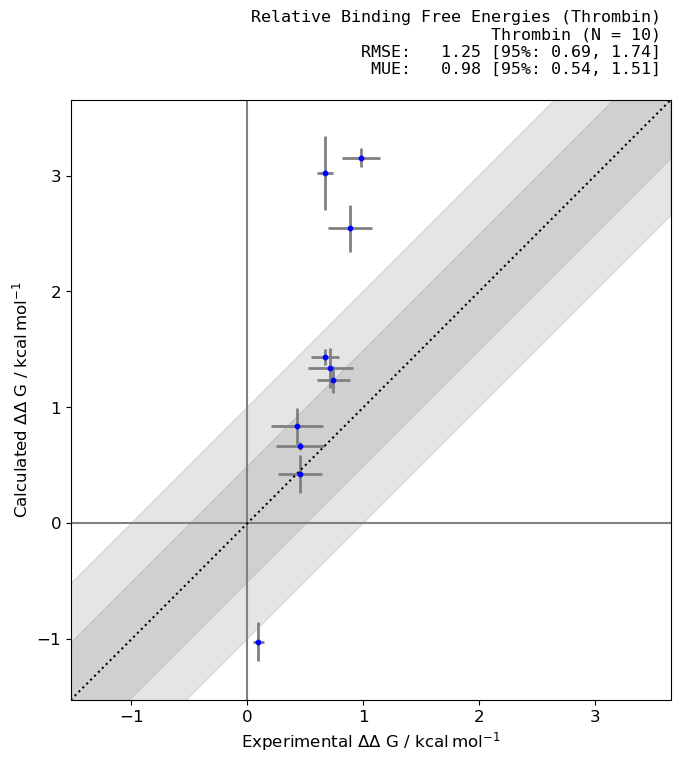 Relative Binding Free Energies (Thrombin)
Thrombin (N = 10)
RMSE: 1.25 [95%: 0.69, 1.74]
MUE: 0.98 [95%: 0.54, 1.51]
3
2
1
0
−1
Calculated ΔΔ G / kcal mol⁻¹
−1 0 1 2 3
Experimental ΔΔ G / kcal mol⁻¹